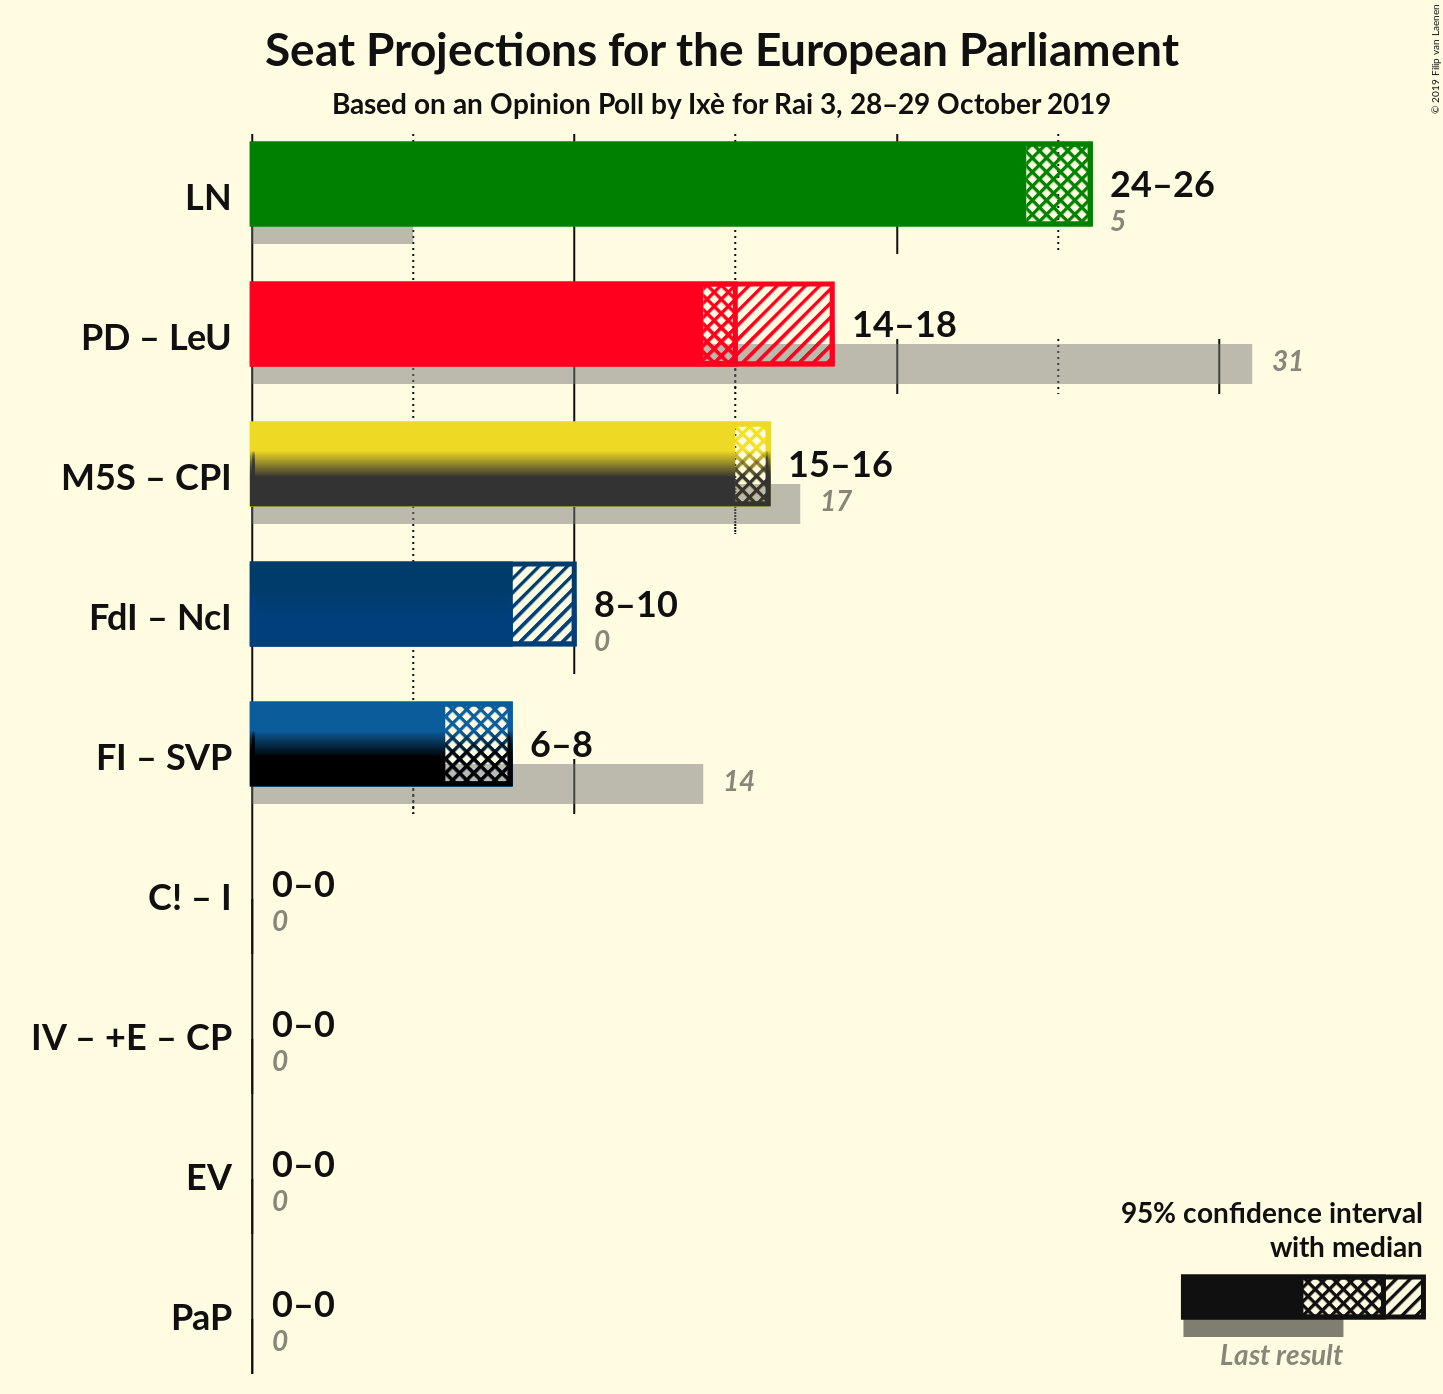 Seat Projections for the European Parliament
Based on an Opinion Poll by Ixè for Rai 3, 28–29 October 2019
© 2019 Filip van Laenen
LN
24–26
5
PD – LeU
14–18
31
M5S – CPI
15–16
17
FdI – NcI
8–10
0
FI – SVP
6–8
14
C! – I
0–0
0
IV – +E – CP
0–0
0
EV
0–0
0
PaP
0–0
0
95% confidence interval
with median
Last result